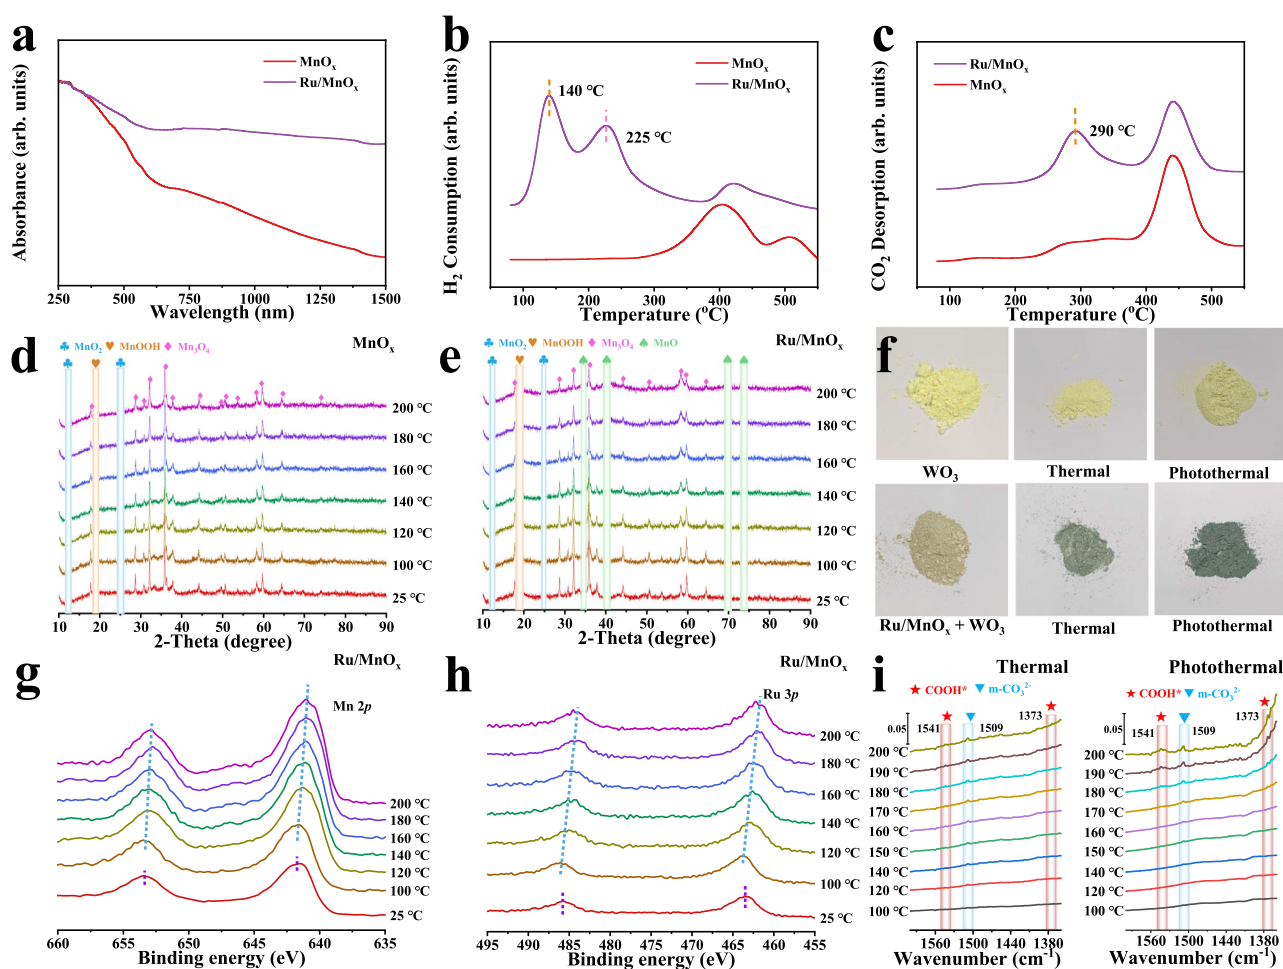 a
Absorbance (arb. units)
MnOₓ
Ru/MnOₓ
250 500 750 1000 1250 1500
Wavelength (nm)
b
H₂ Consumption (arb. units)
MnOₓ
Ru/MnOₓ
140 ℃
225 ℃
100 200 300 400 500
Temperature (°C)
c
CO₂ Desorption (arb. units)
Ru/MnOₓ
MnOₓ
290 ℃
100 200 300 400 500
Temperature (°C)
d
♣ MnO₂ ♥ MnOOH ♦ Mn₃O₄
MnOₓ
200 ℃
180 ℃
160 ℃
140 ℃
120 ℃
100 ℃
25 ℃
10 20 30 40 50 60 70 80 90
2-Theta (degree)
e
♣ MnO₂ ♥ MnOOH ♦ Mn₃O₄ ♠ MnO
Ru/MnOₓ
200 ℃
180 ℃
160 ℃
140 ℃
120 ℃
100 ℃
25 ℃
10 20 30 40 50 60 70 80 90
2-Theta (degree)
f
WO₃
Thermal
Photothermal
Ru/MnOₓ + WO₃
Thermal
Photothermal
g
Ru/MnOₓ
Mn 2p
200 ℃
180 ℃
160 ℃
140 ℃
120 ℃
100 ℃
25 ℃
660 655 650 645 640 635
Binding energy (eV)
h
Ru/MnOₓ
Ru 3p
200 ℃
180 ℃
160 ℃
140 ℃
120 ℃
100 ℃
25 ℃
495 490 485 480 475 470 465 460 455
Binding energy (eV)
i
Thermal
★ COOH* ▼ m-CO₃²⁻
0.05
1541
1509
1373
200 ℃
190 ℃
180 ℃
170 ℃
160 ℃
150 ℃
140 ℃
120 ℃
100 ℃
1560 1500 1440 1380
Wavenumber (cm⁻¹)
Photothermal
★ COOH* ▼ m-CO₃²⁻
0.05
1541
1509
1373
200 ℃
190 ℃
180 ℃
170 ℃
160 ℃
150 ℃
140 ℃
120 ℃
100 ℃
1560 1500 1440 1380
Wavenumber (cm⁻¹)